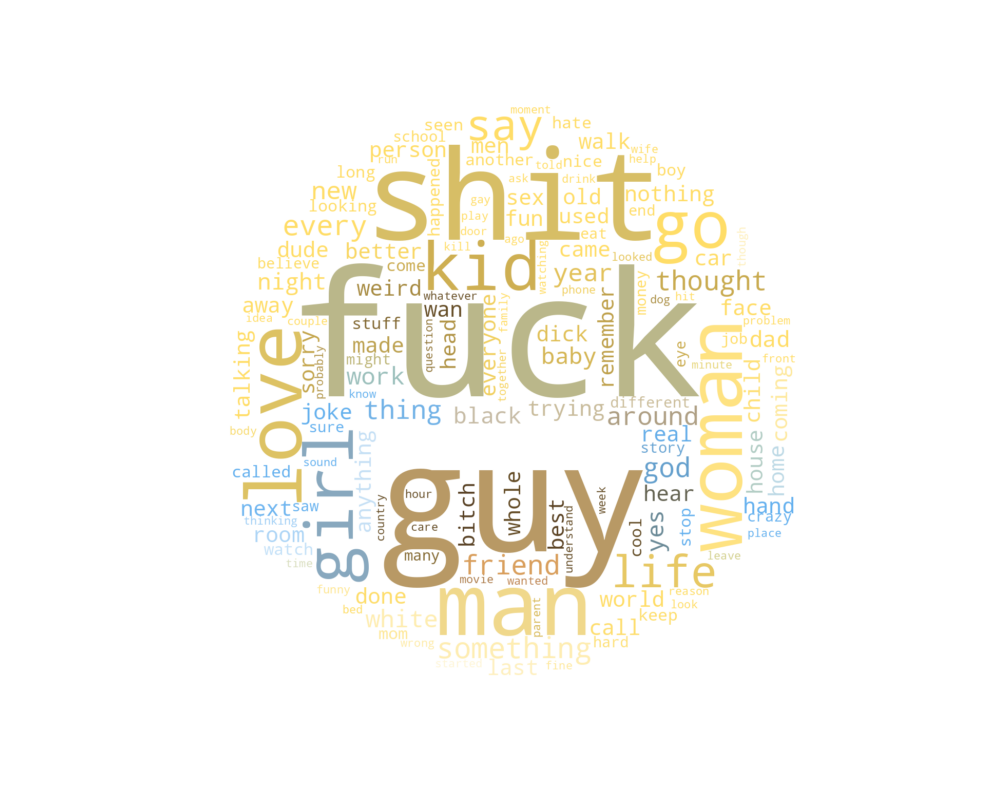 moment
seen say hate
school men walk
person another told nice wife
run help
long shit boy
ask drink
new happened gay sex old nothing
looking play fun used end
every door eat go
dude better kill ago came looked though
believe come kid watching car
night weird year thought
whatever phone money dog hit
away wan family face
idea couple fuck problem
stuff head everyone dick remember job dad
talking sorry made question baby eye front
probably might together minute
love work woman
know different
body joke thing black trying around child coming
sure real
girl anything story house home
called sound god
saw guy hear hand
next hour whole week yes stop crazy
thinking country bitch best cool place
room care understand
watch many friend life leave
time movie wanted
funny man reason
done parent world look
bed white call keep
mom something hard
wrong
started last fine